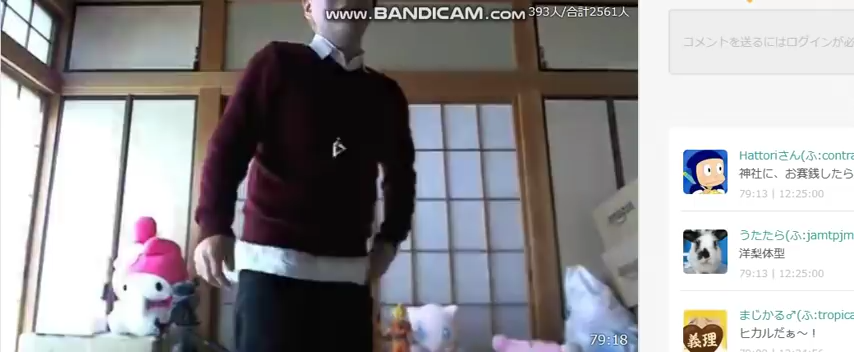 www.BANDICAM.com
393人/合計2561人
コメントを送るにはログインが必
Hattoriさん(ふ:contra
神社に、お賽銭したら
79:13 | 12:25:00
うたたら(ふ:jamtpjm
洋梨体型
79:13 | 12:25:00
まじかる♂(ふ:tropica
ヒカルだぁ〜！
義理
79:18